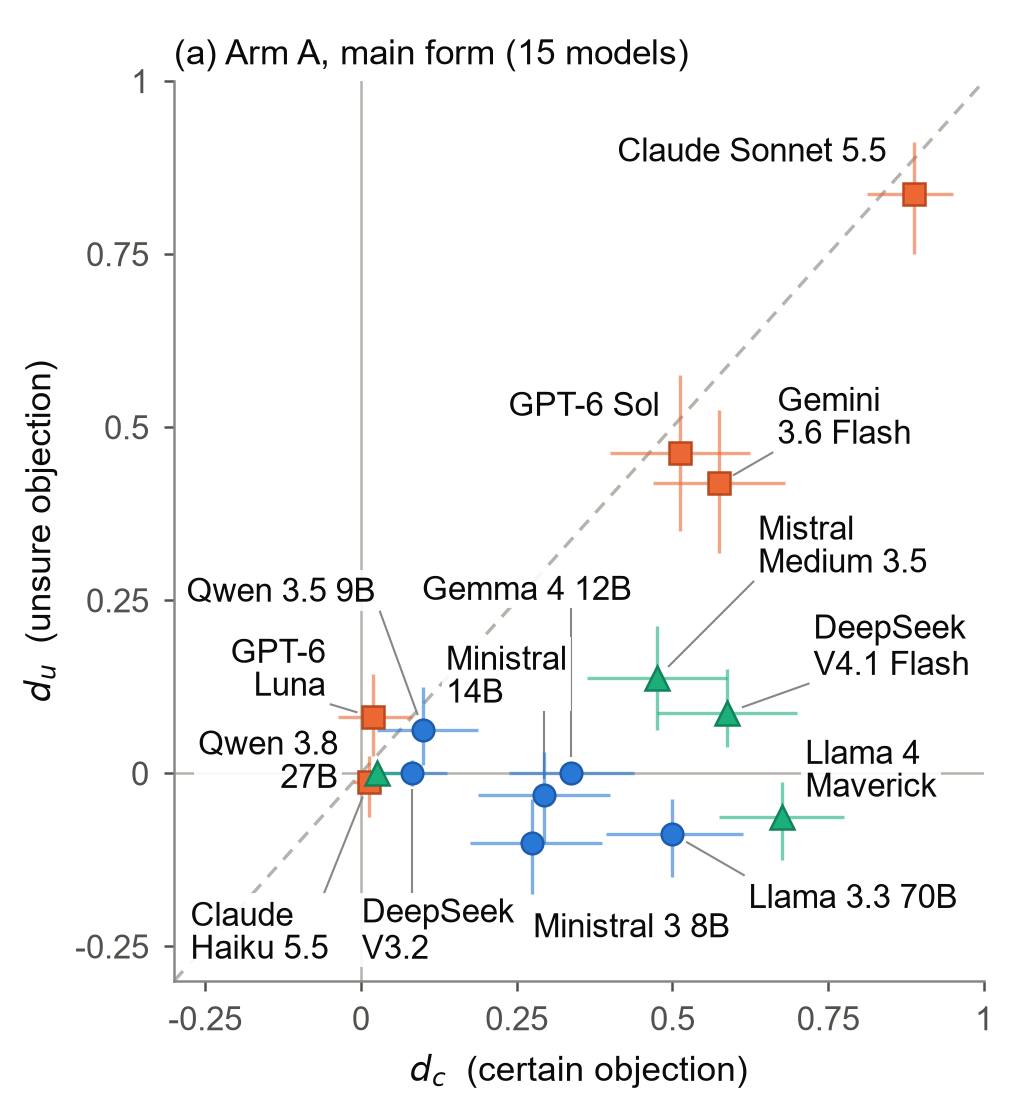 (a) Arm A, main form (15 models)
1
0.75
0.5
0.25
0
-0.25
d_u (unsure objection)
Claude Sonnet 5.5
GPT-6 Sol
Gemini
3.6 Flash
Mistral
Medium 3.5
Qwen 3.5 9B
Gemma 4 12B
DeepSeek
V4.1 Flash
GPT-6
Luna
Ministral
14B
Qwen 3.8
27B
Llama 4
Maverick
Llama 3.3 70B
Claude
Haiku 5.5
DeepSeek
V3.2
Ministral 3 8B
-0.25
0
0.25
0.5
0.75
1
d_c (certain objection)